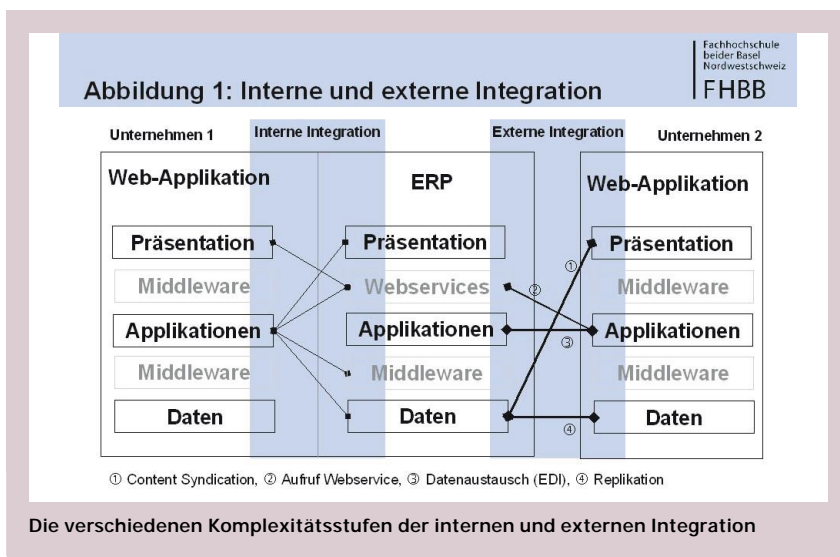 Fachhochschule
beider Basel
Nordwestschweiz
FHBB
Abbildung 1: Interne und externe Integration
Unternehmen 1 Interne Integration Externe Integration Unternehmen 2
Web-Applikation ERP Web-Applikation
Präsentation Präsentation Präsentation
①
Middleware Webservices ② Middleware
Applikationen Applikationen Applikationen
③
Middleware Middleware Middleware
Daten Daten Daten
④
① Content Syndication, ② Aufruf Webservice, ③ Datenaustausch (EDI), ④ Replikation
Die verschiedenen Komplexitätsstufen der internen und externen Integration